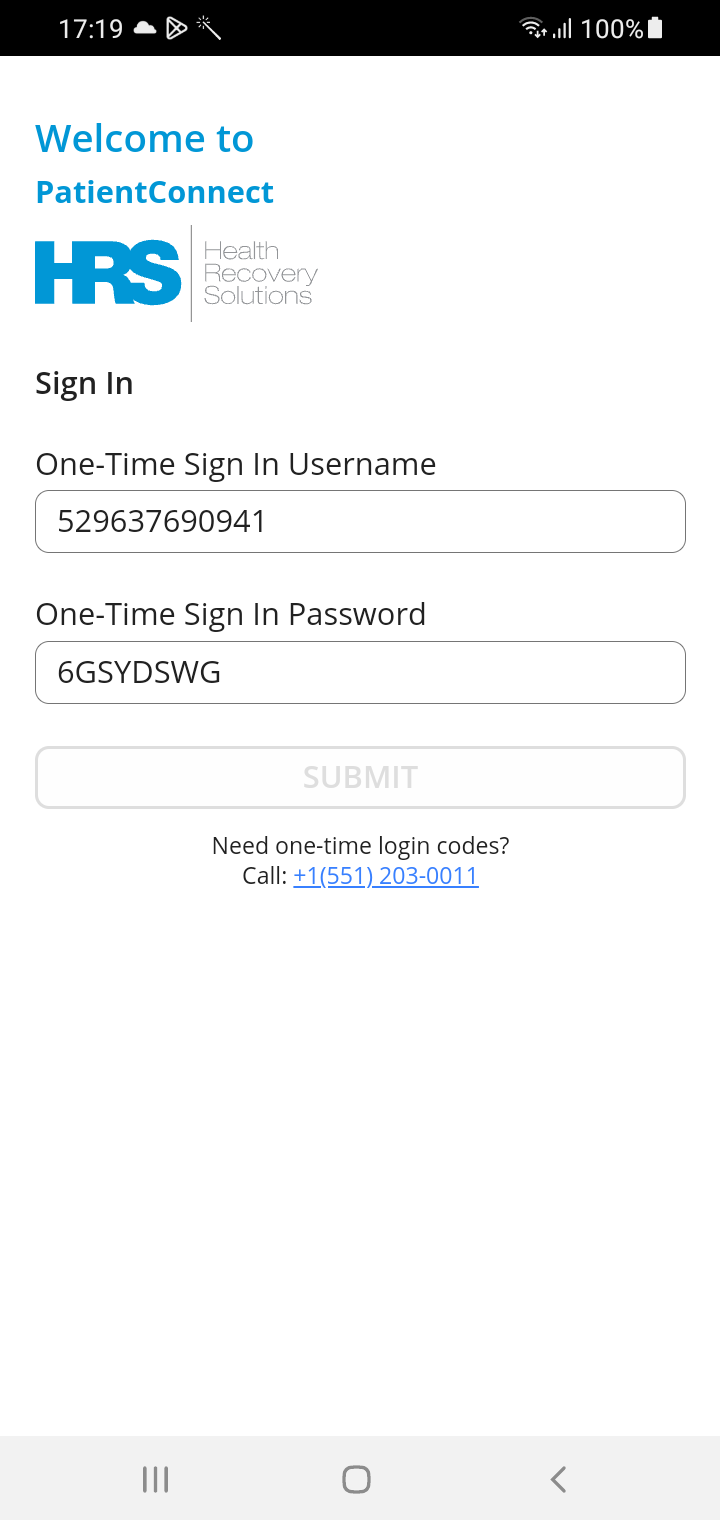 17:19
100%
Welcome to
PatientConnect
HRS
Health
Recovery
Solutions
Sign In
One-Time Sign In Username
529637690941
One-Time Sign In Password
6GSYDSWG
SUBMIT
Need one-time login codes?
Call: +1(551) 203-0011